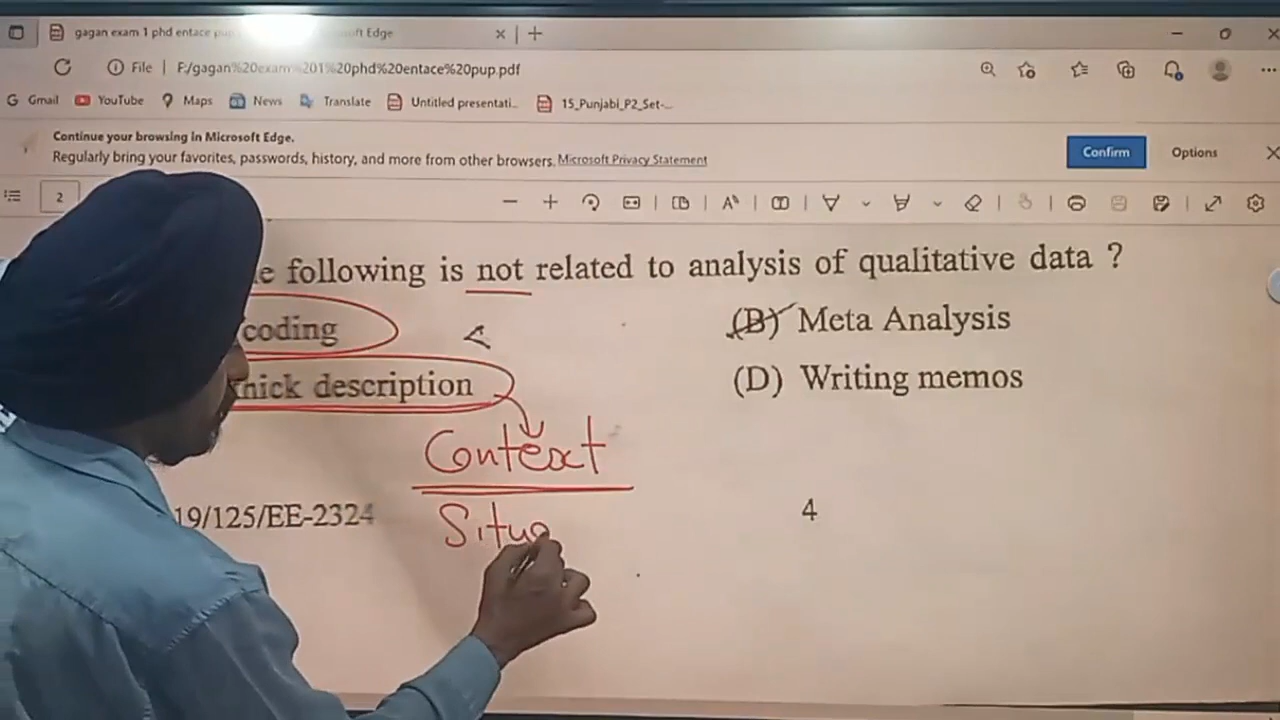 gagan exam 1 phd entace pup
ft Edge
File F:/gagan%20exam%201%20phd%20entace%20pup.pdf
Gmail YouTube Maps News Translate Untitled presentati.. 15_Punjabi_P2_Set-...
Continue your browsing in Microsoft Edge.
Regularly bring your favorites, passwords, history, and more from other browsers. Microsoft Privacy Statement
Confirm Options
2
e following is not related to analysis of qualitative data ?
coding (B) Meta Analysis
hick description (D) Writing memos
Context
19/125/EE-2324 4
Situa